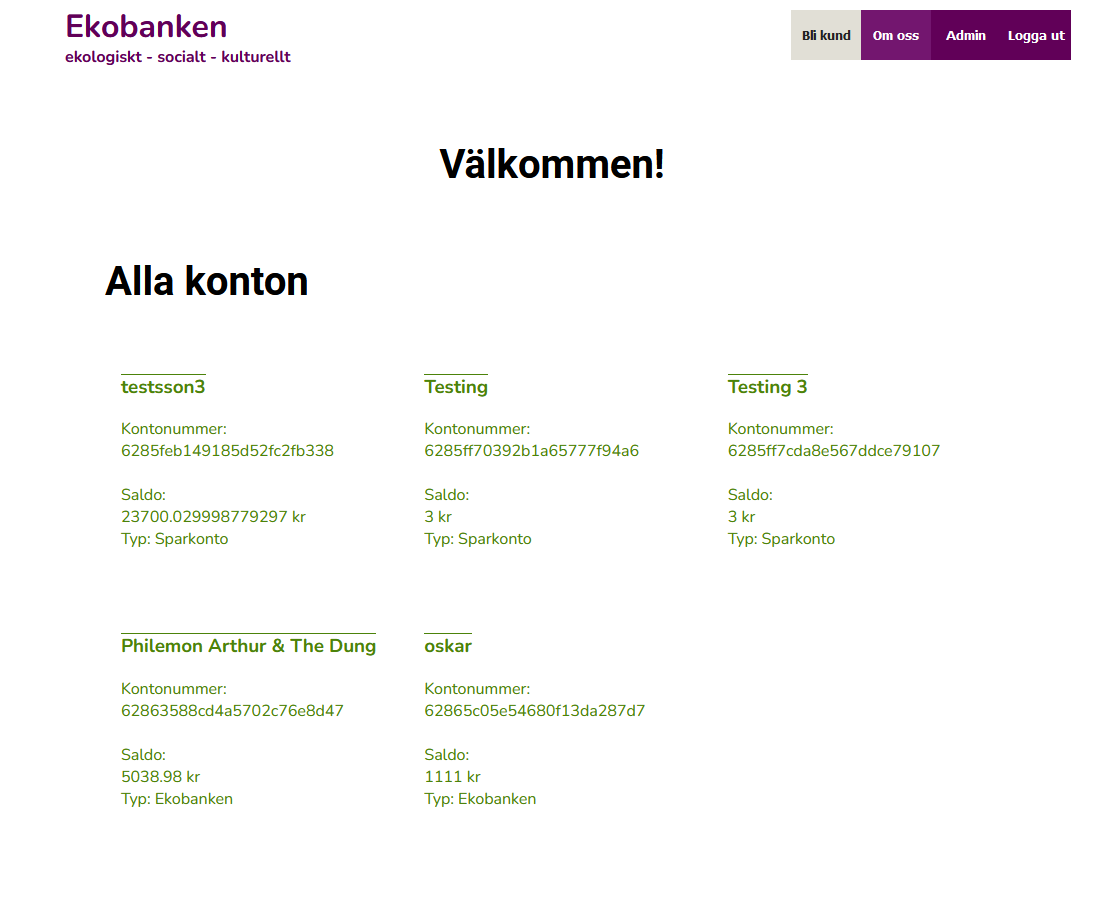 Ekobanken
ekologiskt - socialt - kulturellt
Bli kund
Om oss
Admin
Logga ut
Välkommen!
Alla konton
testsson3
Kontonummer:
6285feb149185d52fc2fb338
Saldo:
23700.029998779297 kr
Typ: Sparkonto
Testing
Kontonummer:
6285ff70392b1a65777f94a6
Saldo:
3 kr
Typ: Sparkonto
Testing 3
Kontonummer:
6285ff7cda8e567ddce79107
Saldo:
3 kr
Typ: Sparkonto
Philemon Arthur & The Dung
Kontonummer:
62863588cd4a5702c76e8d47
Saldo:
5038.98 kr
Typ: Ekobanken
oskar
Kontonummer:
62865c05e54680f13da287d7
Saldo:
1111 kr
Typ: Ekobanken